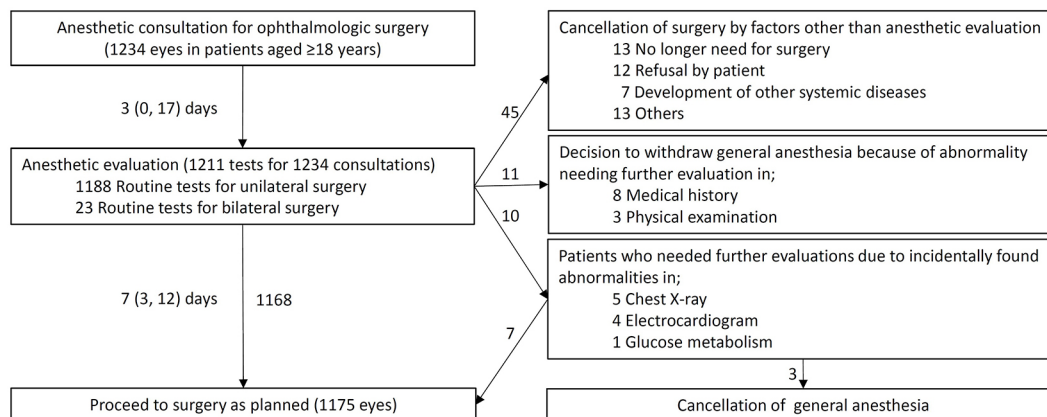 Anesthetic consultation for ophthalmologic surgery
(1234 eyes in patients aged ≥18 years)
3 (0, 17) days
Anesthetic evaluation (1211 tests for 1234 consultations)
1188 Routine tests for unilateral surgery
23 Routine tests for bilateral surgery
7 (3, 12) days
1168
Proceed to surgery as planned (1175 eyes)
45
11
10
7
Cancellation of surgery by factors other than anesthetic evaluation
13 No longer need for surgery
12 Refusal by patient
7 Development of other systemic diseases
13 Others
Decision to withdraw general anesthesia because of abnormality
needing further evaluation in;
8 Medical history
3 Physical examination
Patients who needed further evaluations due to incidentally found
abnormalities in;
5 Chest X-ray
4 Electrocardiogram
1 Glucose metabolism
3
Cancellation of general anesthesia